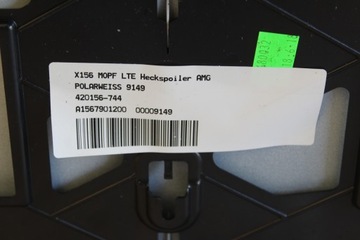 X156 MOPF LTE Heckspoiler AMG
POLARWEISS 9149
420156-744
A1567901200 00009149